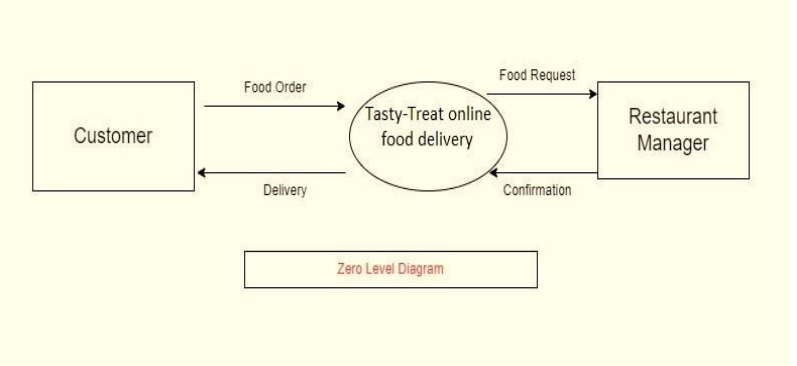 Food Order
Food Request
Customer
Tasty-Treat online
food delivery
Restaurant
Manager
Delivery
Confirmation
Zero Level Diagram